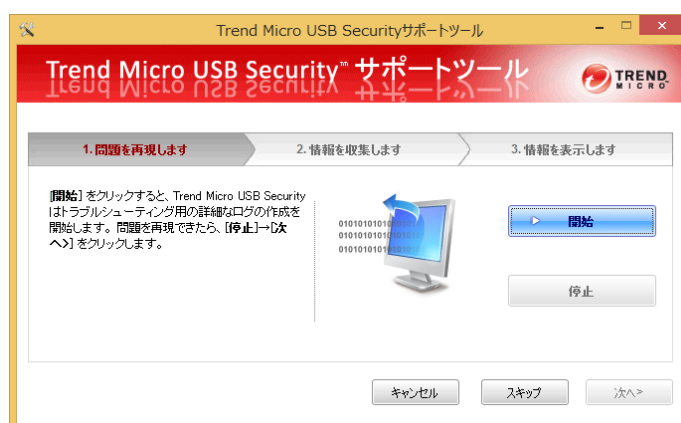 Trend Micro USB Securityサポートツール
Trend Micro USB Security™ サポートツール
TREND
MICRO
1. 問題を再現します
2. 情報を収集します
3. 情報を表示します
[開始] をクリックすると、Trend Micro USB Security
はトラブルシューティング用の詳細なログの作成を
開始します。問題を再現できたら、[停止]→[次
へ>] をクリックします。
010101010101010
010101010101010
010101010101010
開始
停止
キャンセル
スキップ
次へ>